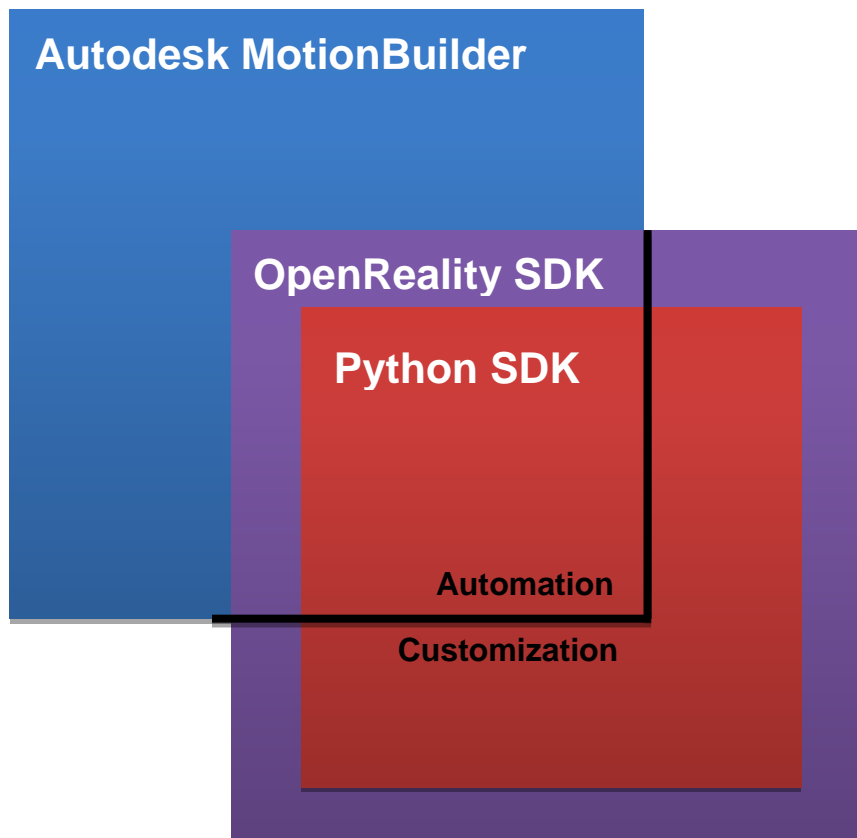 Autodesk MotionBuilder
OpenReality SDK
Python SDK
Automation
Customization